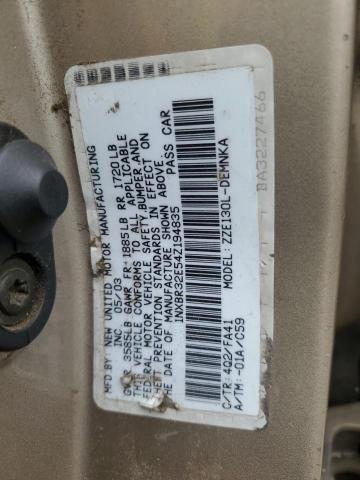 MFD BY: NEW UNITED MOTOR MANUFACTURING
INC. 05/03
GVWR 3585LB GAWR FR 1885LB RR 1720LB
THIS VEHICLE CONFORMS TO ALL APPLICABLE
FEDERAL MOTOR VEHICLE SAFETY, BUMPER, AND
THEFT PREVENTION STANDARDS IN EFFECT ON
THE DATE OF MANUFACTURE SHOWN ABOVE
1NXBR32E54Z194835 PASS CAR
MODEL: ZZE130L-DEMNKA
C/TR: 4Q2/FA41
A/TM: -01A/C59
BA3227466